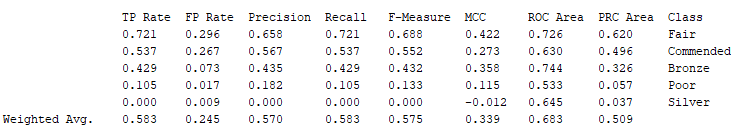 TP Rate FP Rate Precision Recall F-Measure MCC ROC Area PRC Area Class
0.721 0.296 0.658 0.721 0.688 0.422 0.726 0.620 Fair
0.537 0.267 0.567 0.537 0.552 0.273 0.630 0.496 Commended
0.429 0.073 0.435 0.429 0.432 0.358 0.744 0.326 Bronze
0.105 0.017 0.182 0.105 0.133 0.115 0.533 0.057 Poor
0.000 0.009 0.000 0.000 0.000 -0.012 0.645 0.037 Silver
Weighted Avg. 0.583 0.245 0.570 0.583 0.575 0.339 0.683 0.509